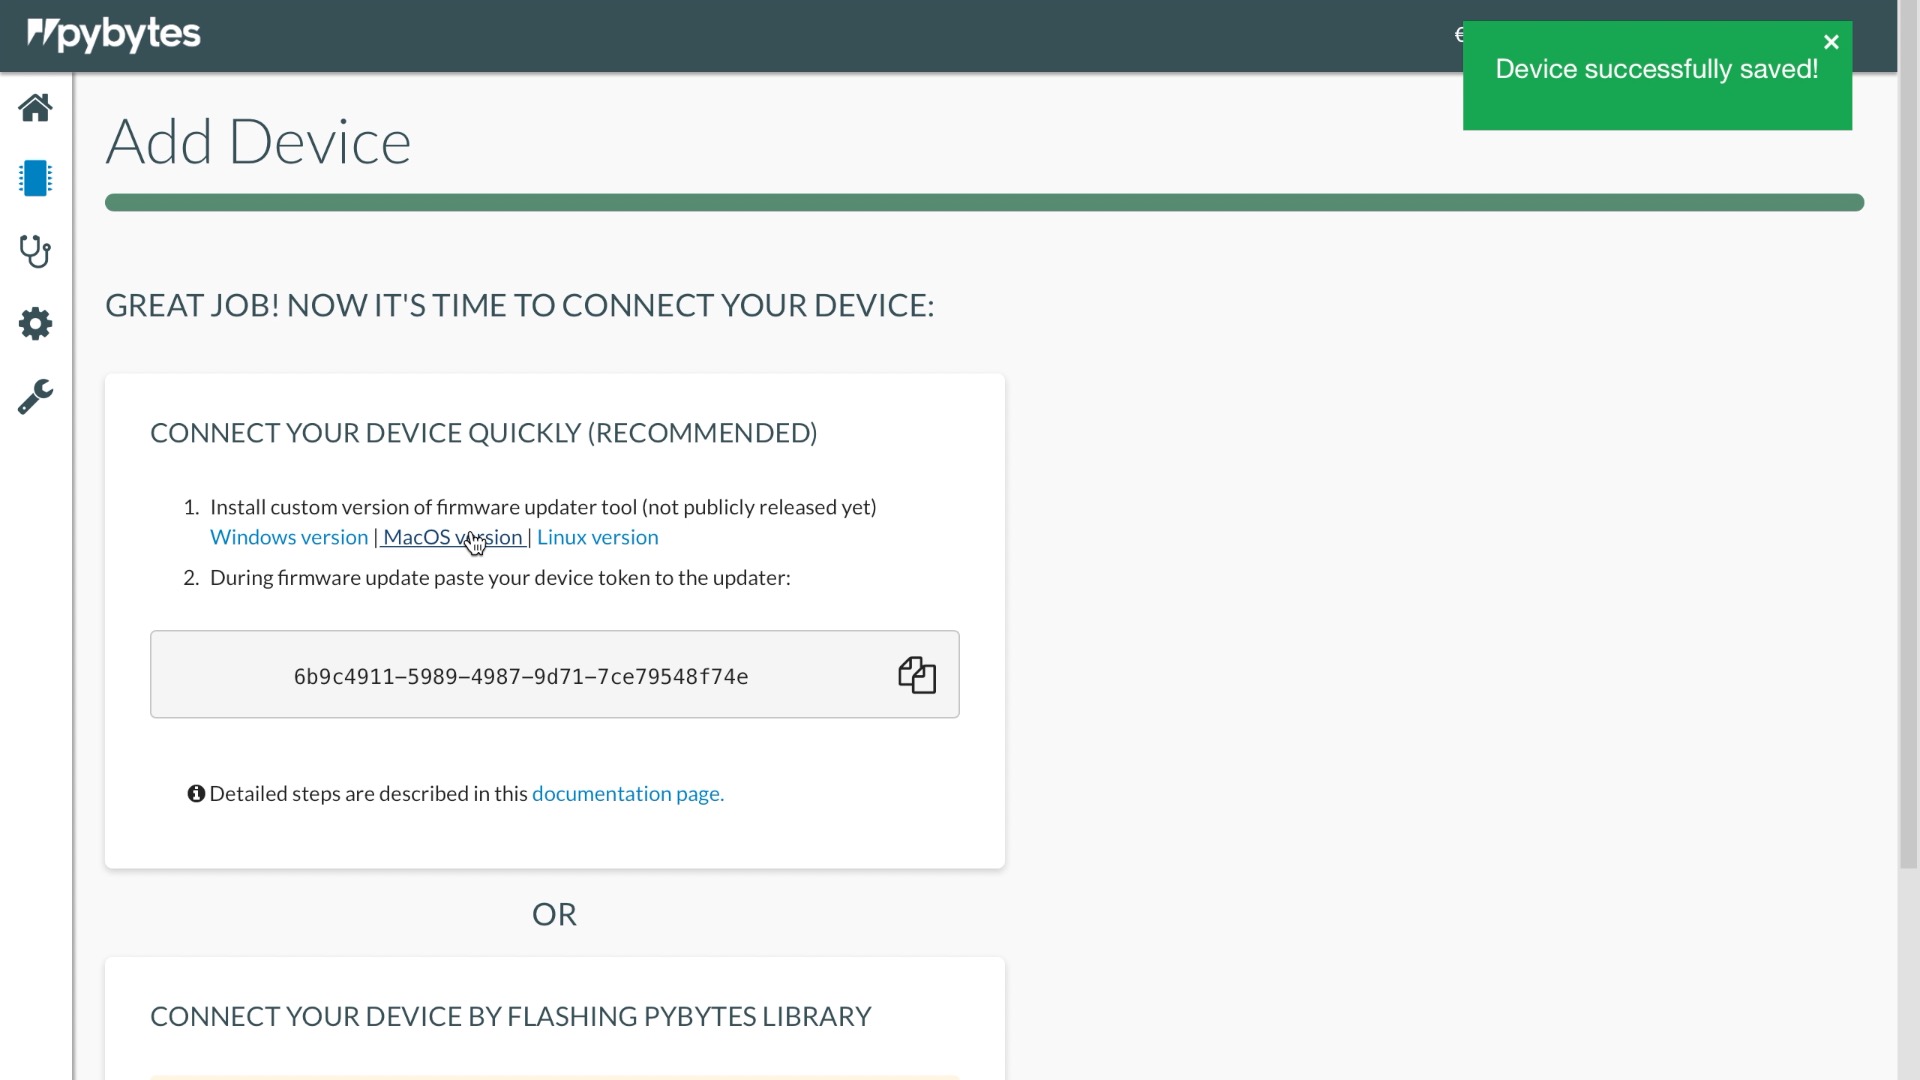 pybytes
€
Device successfully saved!
Add Device
GREAT JOB! NOW IT'S TIME TO CONNECT YOUR DEVICE:
CONNECT YOUR DEVICE QUICKLY (RECOMMENDED)
1. Install custom version of firmware updater tool (not publicly released yet)
Windows version | MacOS version | Linux version
2. During firmware update paste your device token to the updater:
6b9c4911-5989-4987-9d71-7ce79548f74e
Detailed steps are described in this documentation page.
OR
CONNECT YOUR DEVICE BY FLASHING PYBYTES LIBRARY